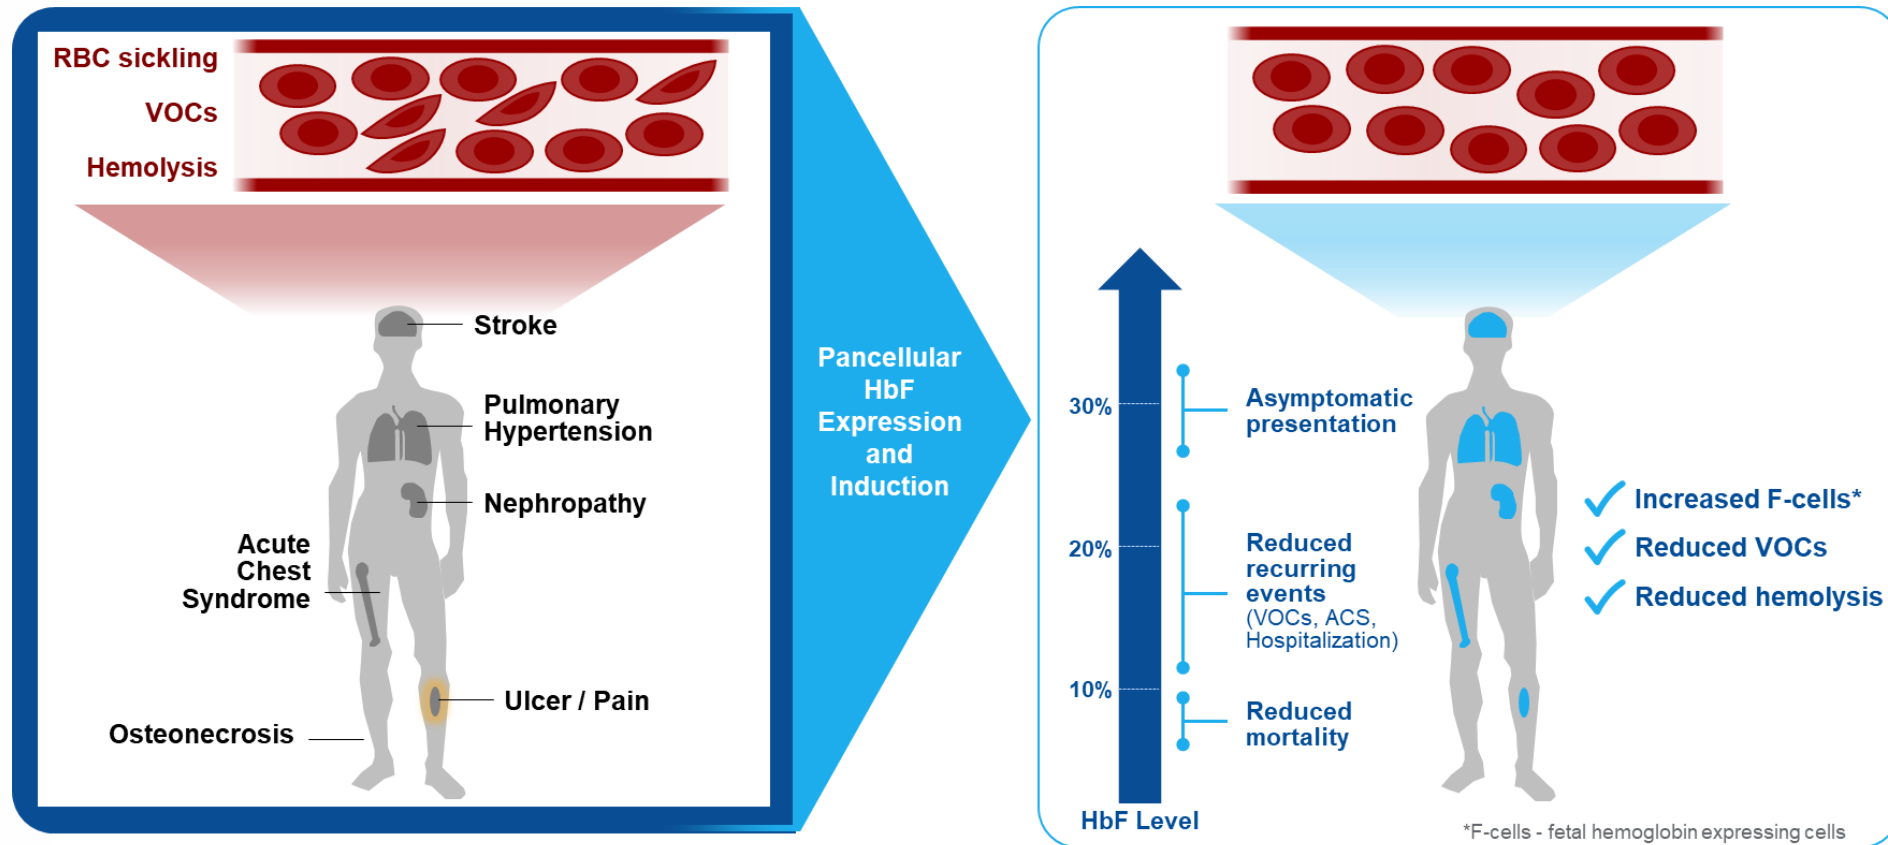 RBC sickling
VOCs
Hemolysis
Stroke
Pulmonary
Hypertension
Nephropathy
Acute
Chest
Syndrome
Ulcer / Pain
Osteonecrosis
Pancellular
HbF
Expression
and
Induction
30%
20%
10%
HbF Level
Asymptomatic
presentation
Reduced
recurring
events
(VOCs, ACS,
Hospitalization)
Reduced
mortality
Increased F-cells*
Reduced VOCs
Reduced hemolysis
*F-cells - fetal hemoglobin expressing cells